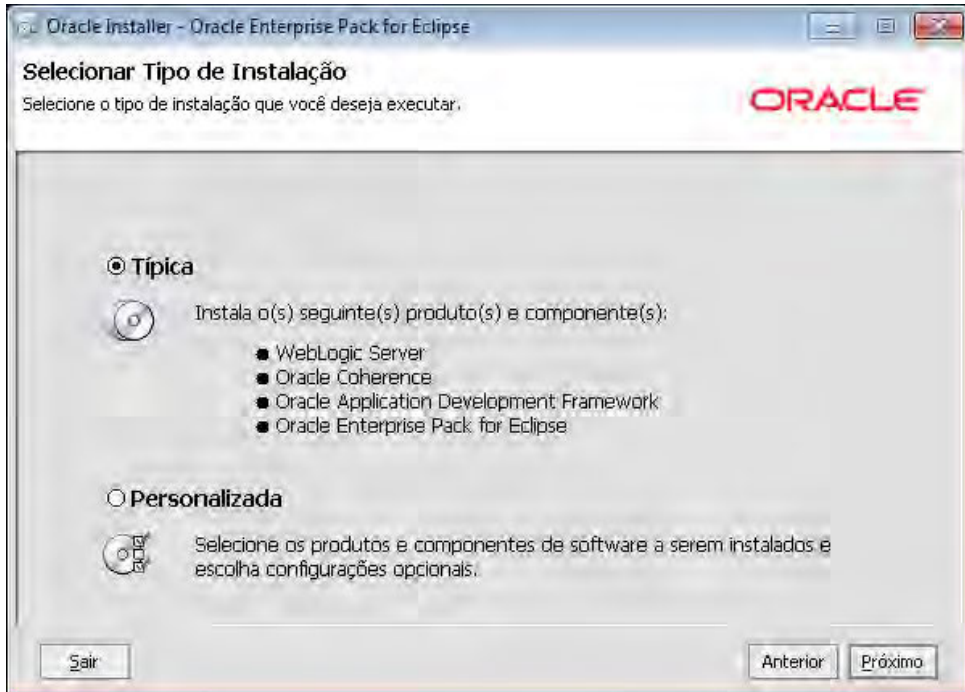 Oracle Installer - Oracle Enterprise Pack for Eclipse
Selecionar Tipo de Instalação
Selecione o tipo de instalação que você deseja executar.
ORACLE
Típica
Instala o(s) seguinte(s) produto(s) e componente(s):
WebLogic Server
Oracle Coherence
Oracle Application Development Framework
Oracle Enterprise Pack for Eclipse
Personalizada
Selecione os produtos e componentes de software a serem instalados e
escolha configurações opcionais.
Sair
Anterior
Próximo